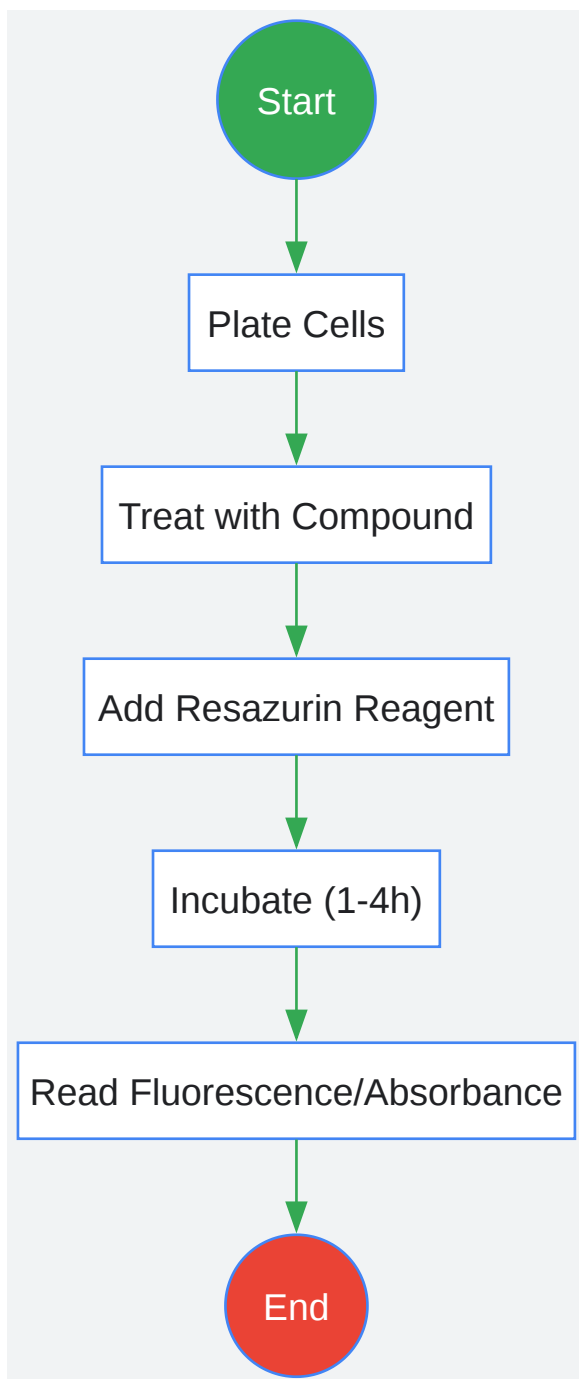 Start
Plate Cells
Treat with Compound
Add Resazurin Reagent
Incubate (1-4h)
Read Fluorescence/Absorbance
End